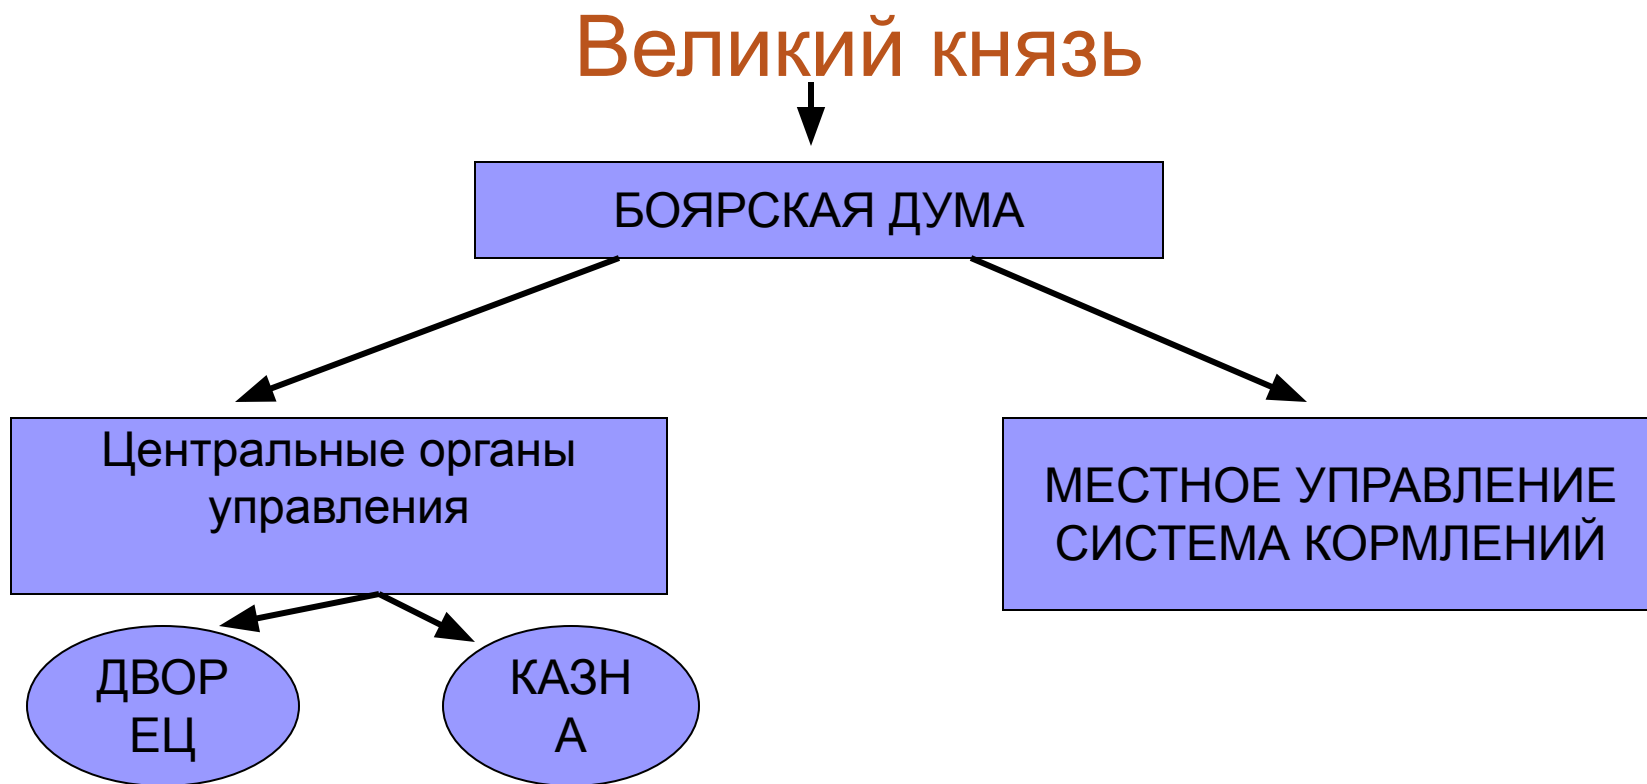 Великий князь
БОЯРСКАЯ ДУМА
Центральные органы
управления
МЕСТНОЕ УПРАВЛЕНИЕ
СИСТЕМА КОРМЛЕНИЙ
ДВОР
ЕЦ
КАЗН
А